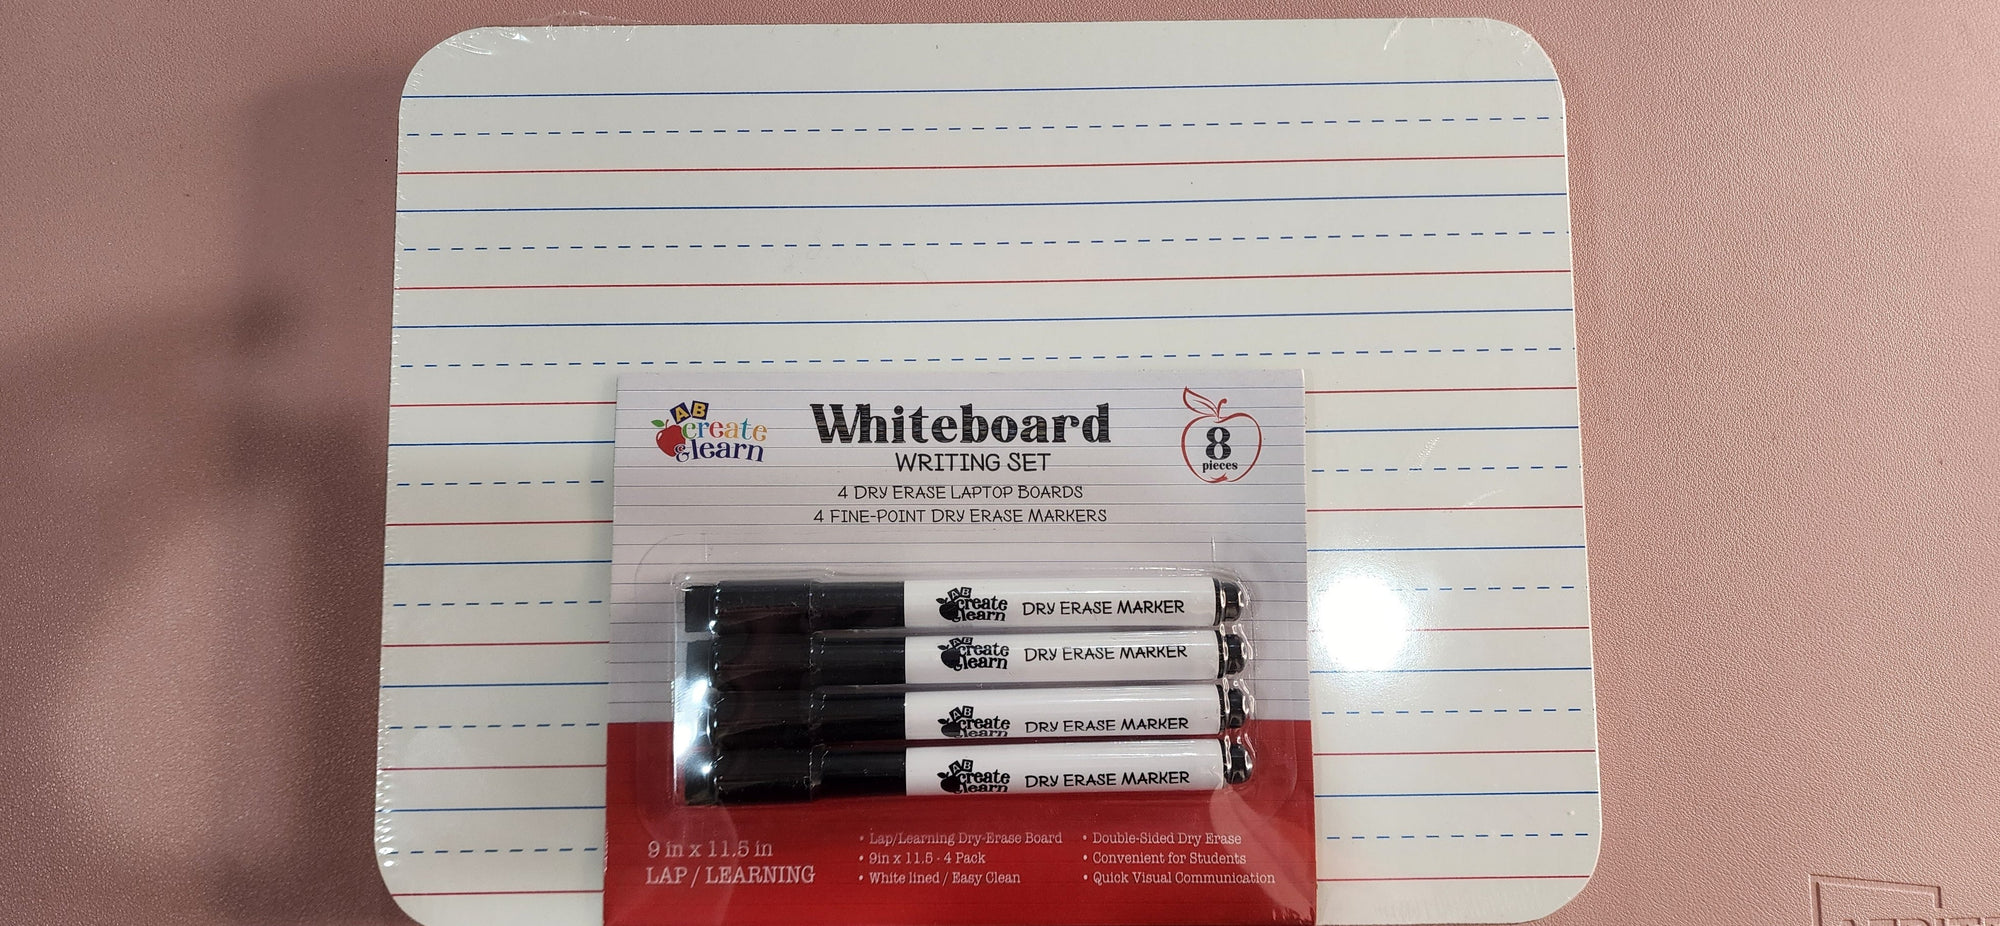 AB
create
&learn
Whiteboard
WRITING SET
4 DRY ERASE LAPTOP BOARDS
4 FINE-POINT DRY ERASE MARKERS
8
pieces
AB
create
&learn
DRY ERASE MARKER
AB
create
&learn
DRY ERASE MARKER
AB
create
&learn
DRY ERASE MARKER
AB
create
&learn
DRY ERASE MARKER
9 in x 11.5 in
LAP / LEARNING
• Lap/Learning Dry-Erase Board
• 9in x 11.5 - 4 Pack
• White lined / Easy Clean
• Double-Sided Dry Erase
• Convenient for Students
• Quick Visual Communication